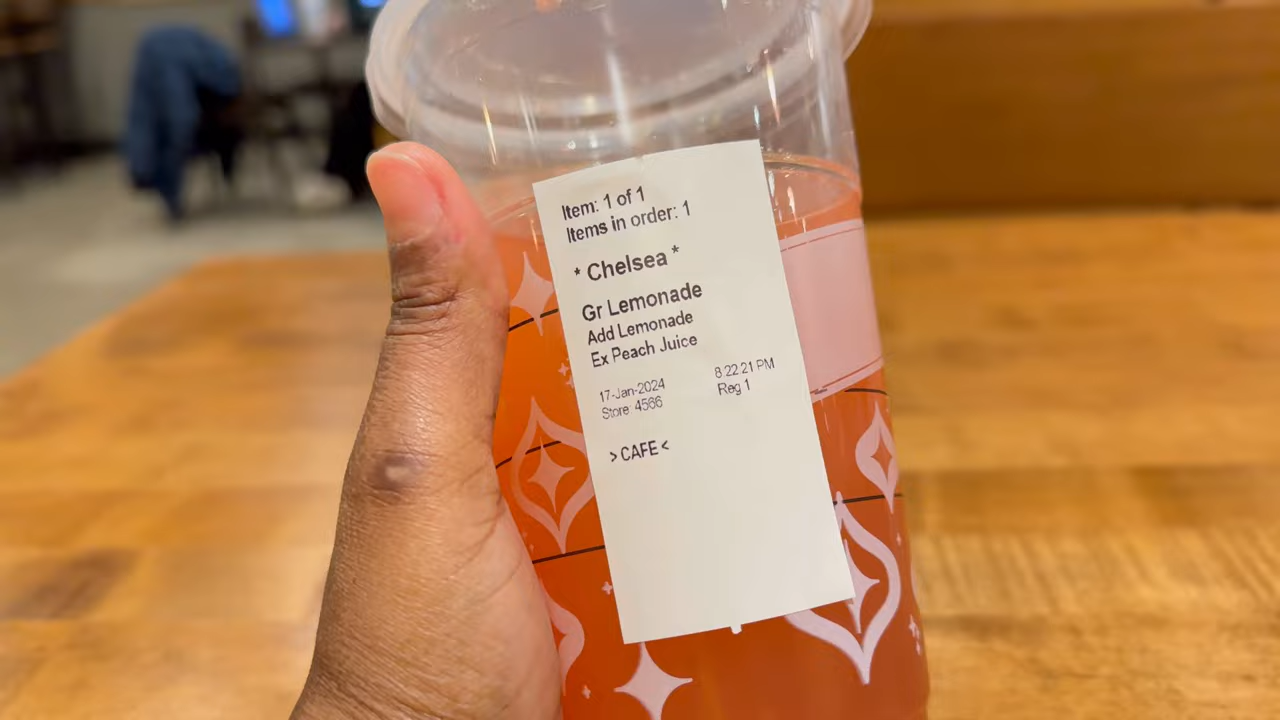 Item: 1 of 1
Items in order: 1
* Chelsea *
Gr Lemonade
Add Lemonade
Ex Peach Juice
17-Jan-2024 8:22:21 PM
Store 4566 Reg 1
>CAFE<